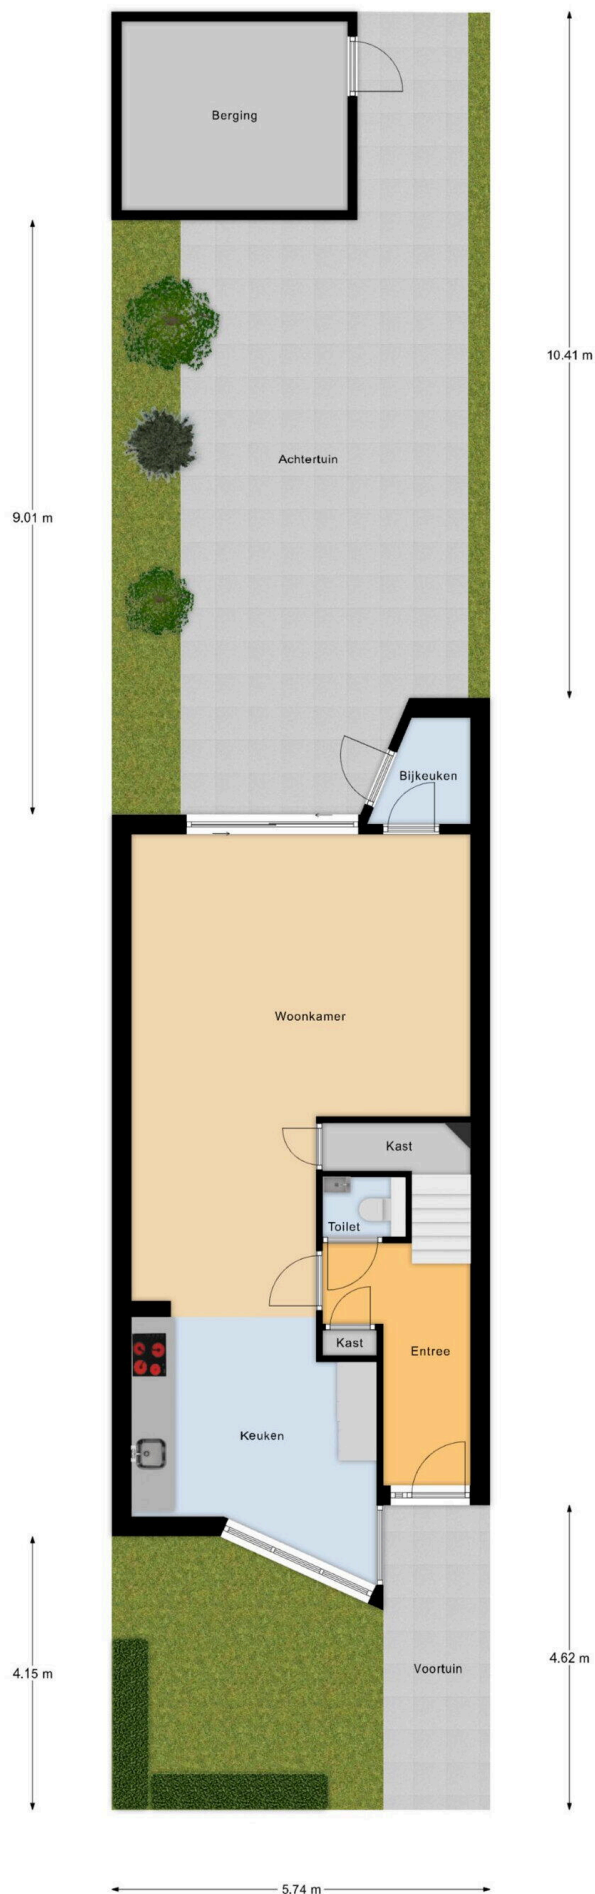 Berging
10.41 m
Achtertuin
9.01 m
Bijkeuken
Woonkamer
Kast
Toilet
Kast
Entree
Keuken
Voortuin
4.15 m
4.62 m
5.74 m